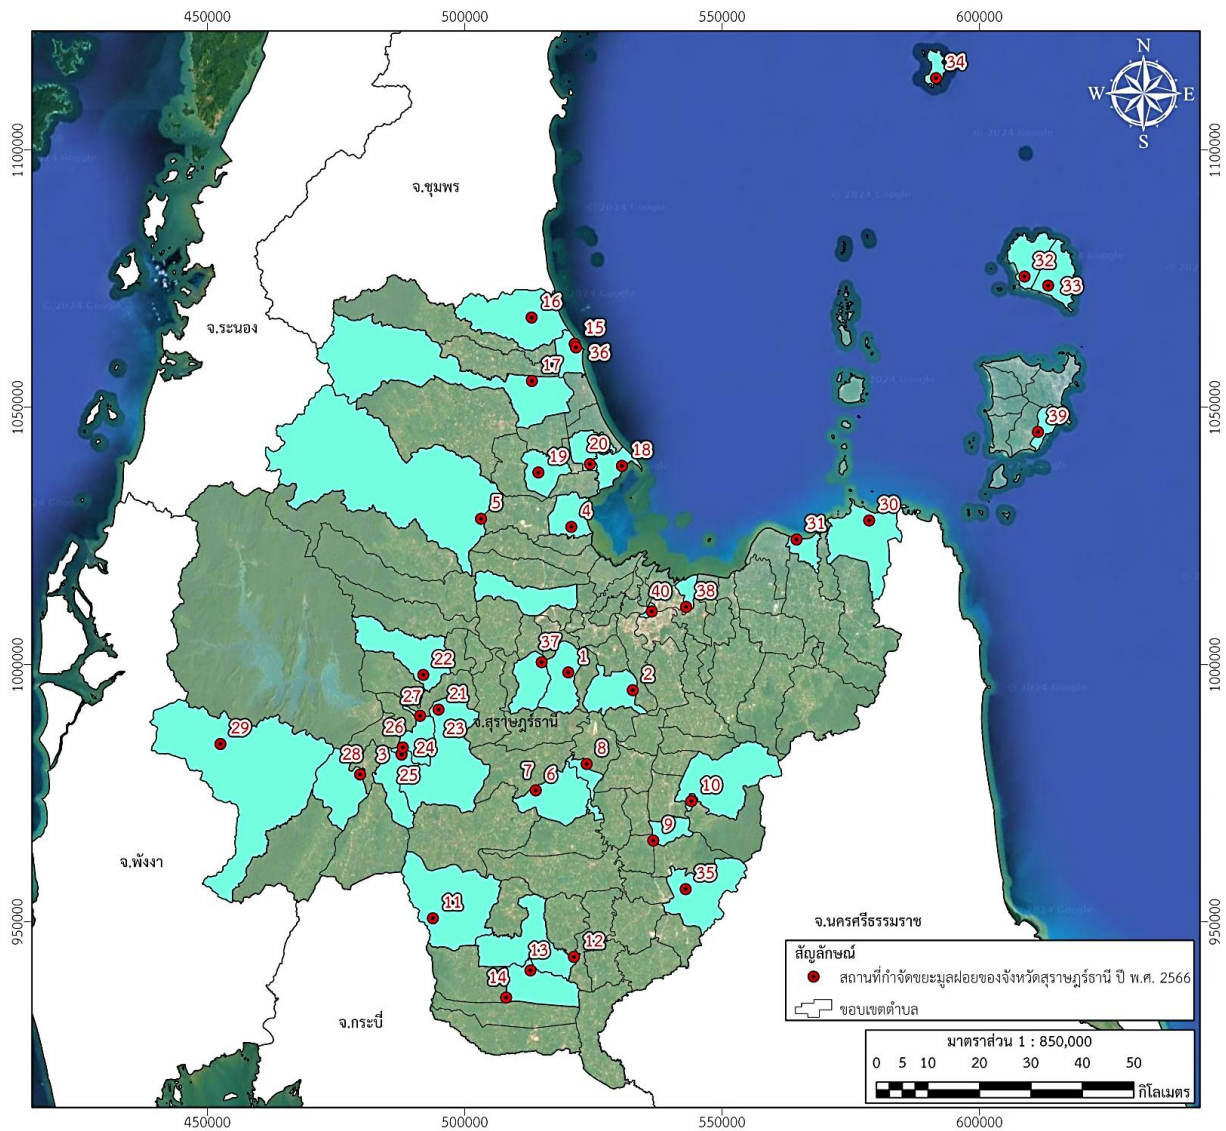 450000 500000 550000 600000
N
W E
S
34
1100000 1100000
© 2024 Google
จ.ชุมพร
© 2024 Google
© 2024 Google
32
33
16
จ.ระนอง
15
36
17
1050000 1050000
39
20
18
19
5
4
30
31
40
38
37
1
22
1000000 1000000
2
27
21
จ.สุราษฎร์ธานี
26
23
29
24
8
28
3
7
6
25
10
9
จ.พังงา
35
11
950000 950000
จ.นครศรีธรรมราช
12
13
14
สัญลักษณ์
สถานที่กำจัดขยะมูลฝอยของจังหวัดสุราษฎร์ธานี ปี พ.ศ. 2566
ขอบเขตตำบล
จ.กระบี่
มาตราส่วน 1 : 850,000
0 5 10 20 30 40 50
กิโลเมตร
450000 500000 550000 600000